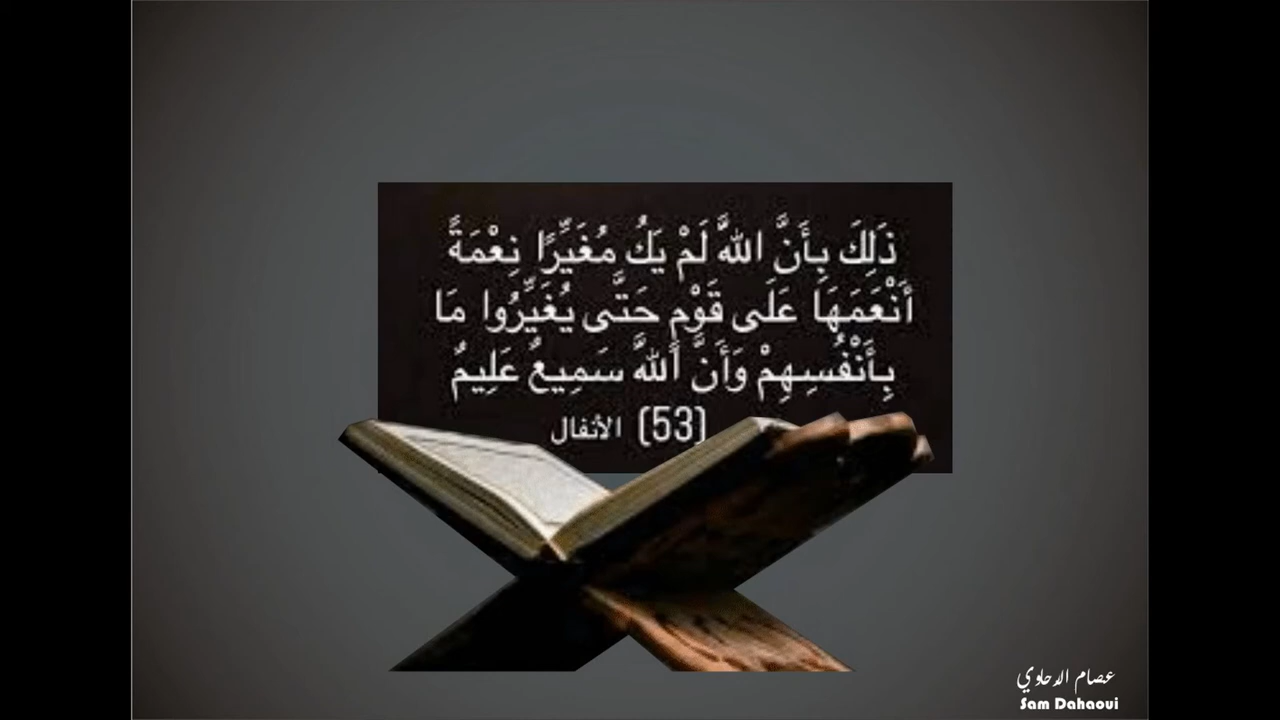 ذَلِكَ بِأَنَّ اللَّهَ لَمْ يَكُ مُغَيِّرًا نِعْمَةً
أَنْعَمَهَا عَلَى قَوْمٍ حَتَّى يُغَيِّرُوا مَا
بِأَنْفُسِهِمْ وَأَنَّ اللَّهَ سَمِيعٌ عَلِيمٌ
(53) الأنفال
عصام الدحاوي
Sam Dahaoui